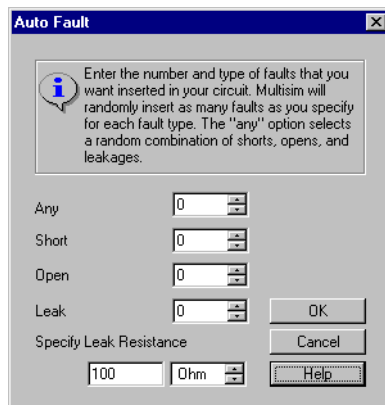 Auto Fault
Enter the number and type of faults that you
want inserted in your circuit. Multisim will
randomly insert as many faults as you specify
for each fault type. The "any" option selects
a random combination of shorts, opens, and
leakages.
Any 0
Short 0
Open 0
Leak 0 OK
Specify Leak Resistance Cancel
100 Ohm Help